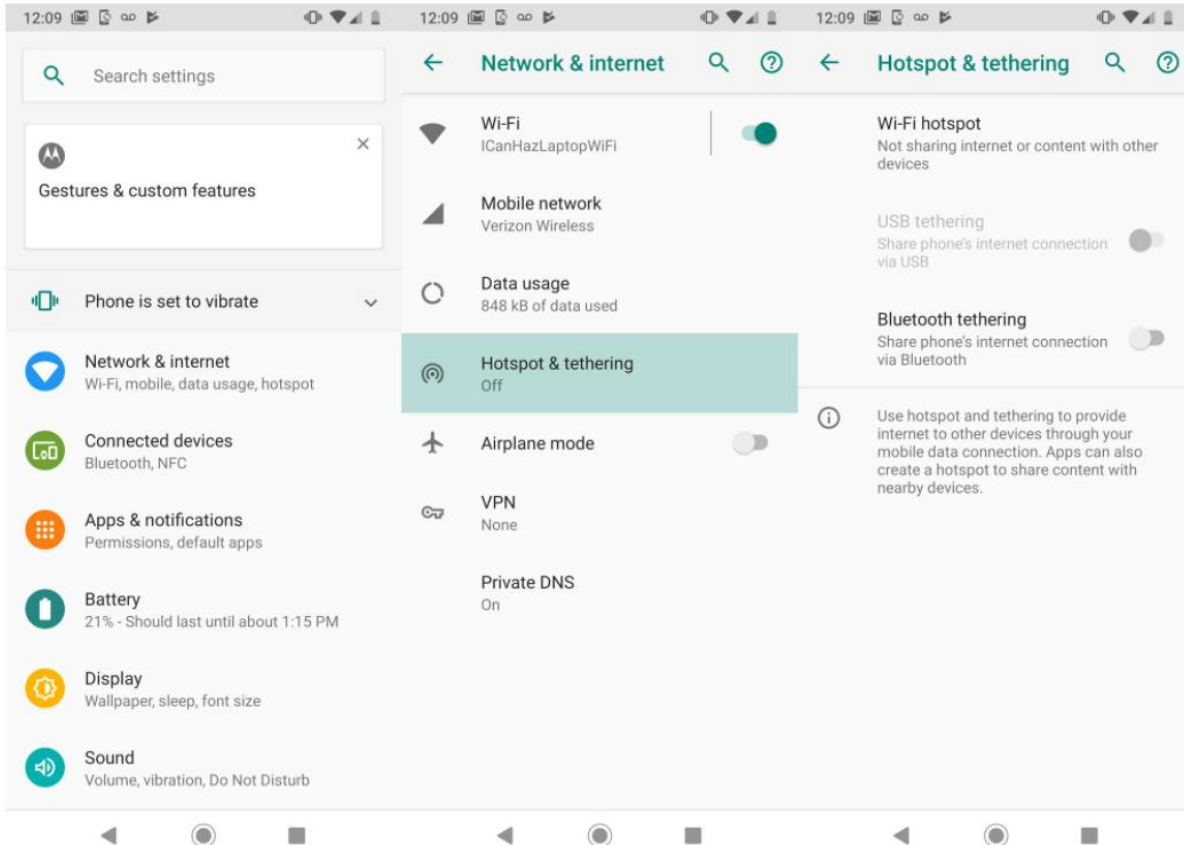 12:09
Search settings
Gestures & custom features
Phone is set to vibrate
Network & internet
Wi-Fi, mobile, data usage, hotspot
Connected devices
Bluetooth, NFC
Apps & notifications
Permissions, default apps
Battery
21% - Should last until about 1:15 PM
Display
Wallpaper, sleep, font size
Sound
Volume, vibration, Do Not Disturb
12:09
Network & internet
Wi-Fi
ICanHazLaptopWiFi
Mobile network
Verizon Wireless
Data usage
848 kB of data used
Hotspot & tethering
Off
Airplane mode
VPN
None
Private DNS
On
12:09
Hotspot & tethering
Wi-Fi hotspot
Not sharing internet or content with other
devices
USB tethering
Share phone's internet connection
via USB
Bluetooth tethering
Share phone's internet connection
via Bluetooth
Use hotspot and tethering to provide
internet to other devices through your
mobile data connection. Apps can also
create a hotspot to share content with
nearby devices.